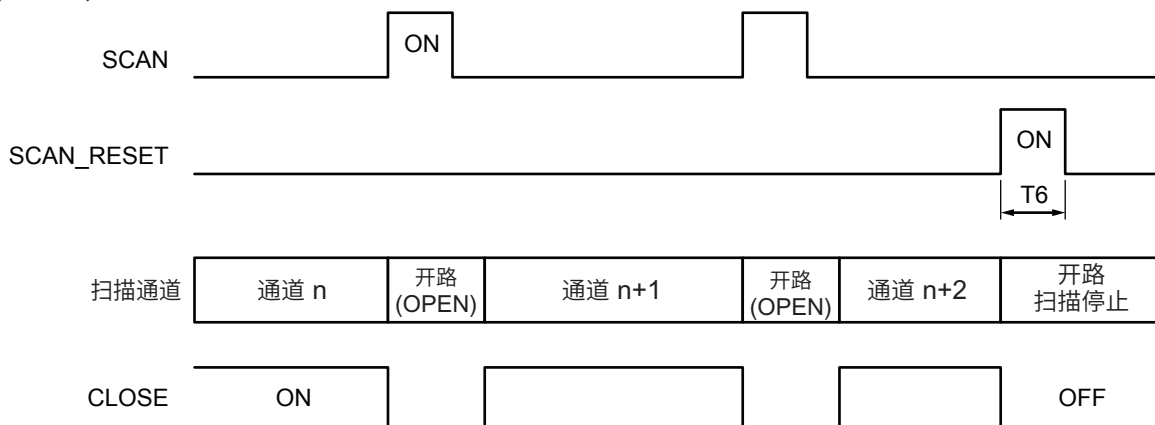 SCAN
ON
SCAN_RESET
ON
T6
扫描通道
通道 n
开路
(OPEN)
通道 n+1
开路
(OPEN)
通道 n+2
开路
扫描停止
CLOSE
ON
OFF